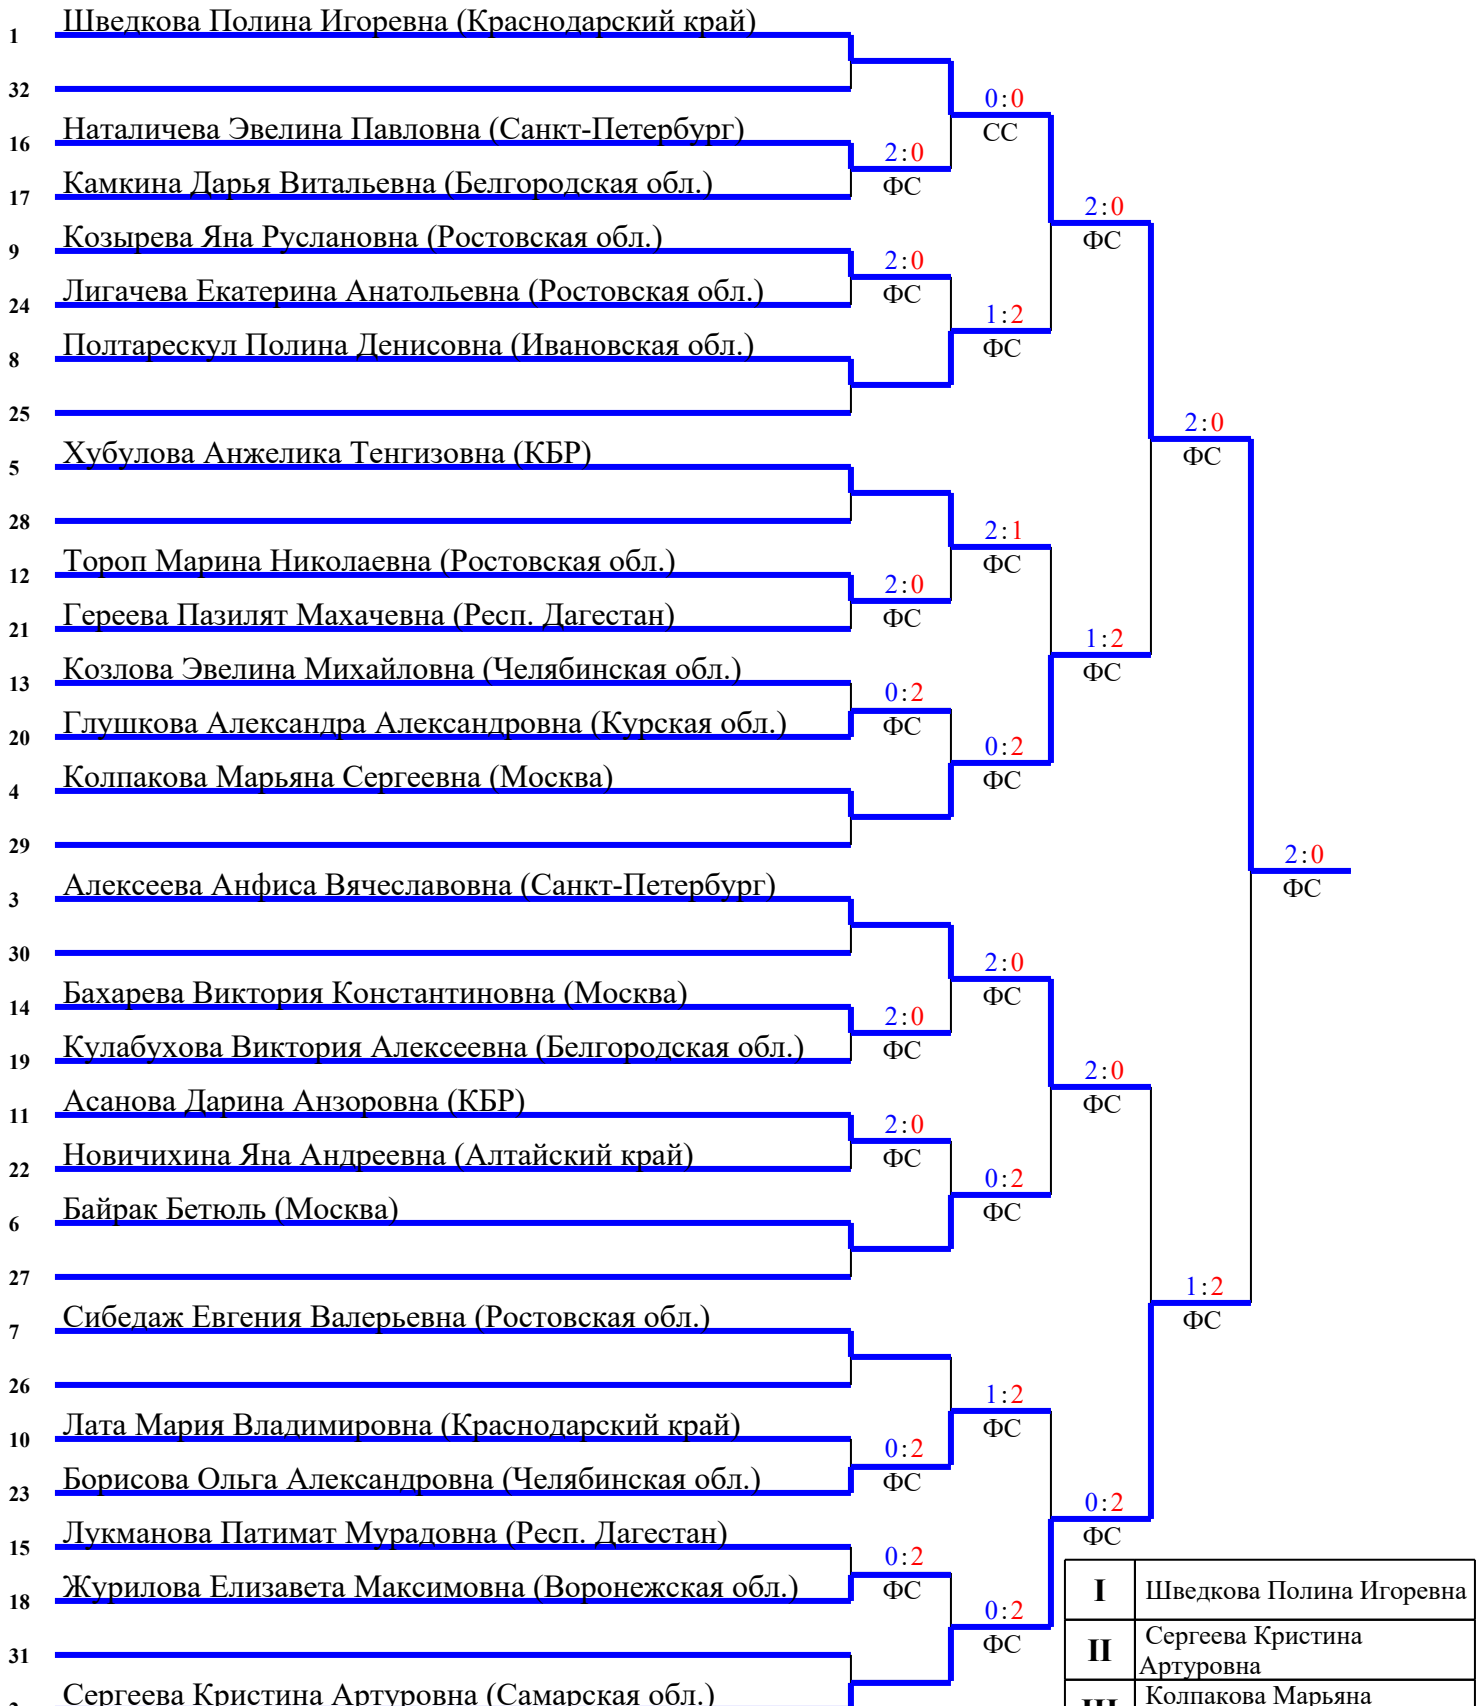 1 Шведкова Полина Игоревна (Краснодарский край)
32
0:0
СС
16 Наталичева Эвелина Павловна (Санкт-Петербург)
2:0
ФС
17 Камкина Дарья Витальевна (Белгородская обл.)
2:0
ФС
9 Козырева Яна Руслановна (Ростовская обл.)
2:0
ФС
24 Лигачева Екатерина Анатольевна (Ростовская обл.)
1:2
ФС
8 Полтарескул Полина Денисовна (Ивановская обл.)
25
2:0
ФС
5 Хубулова Анжелика Тенгизовна (КБР)
28
2:1
ФС
12 Тороп Марина Николаевна (Ростовская обл.)
2:0
ФС
21 Гереева Пазилят Махачевна (Респ. Дагестан)
1:2
ФС
13 Козлова Эвелина Михайловна (Челябинская обл.)
0:2
ФС
20 Глушкова Александра Александровна (Курская обл.)
0:2
ФС
4 Колпакова Марьяна Сергеевна (Москва)
29
2:0
ФС
3 Алексеева Анфиса Вячеславовна (Санкт-Петербург)
30
2:0
ФС
14 Бахарева Виктория Константиновна (Москва)
2:0
ФС
19 Кулабухова Виктория Алексеевна (Белгородская обл.)
2:0
ФС
11 Асанова Дарина Анзоровна (КБР)
2:0
ФС
22 Новичихина Яна Андреевна (Алтайский край)
0:2
ФС
6 Байрак Бетюль (Москва)
27
1:2
ФС
7 Сибедаж Евгения Валерьевна (Ростовская обл.)
26
1:2
ФС
10 Лата Мария Владимировна (Краснодарский край)
0:2
ФС
23 Борисова Ольга Александровна (Челябинская обл.)
0:2
ФС
15 Лукманова Патимат Мурадовна (Респ. Дагестан)
0:2
ФС
18 Журилова Елизавета Максимовна (Воронежская обл.)
0:2
ФС
31
Сергеева Кристина Артуровна (Самарская обл.)
I Шведкова Полина Игоревна
II Сергеева Кристина
Артуровна
III Колпакова Марьяна